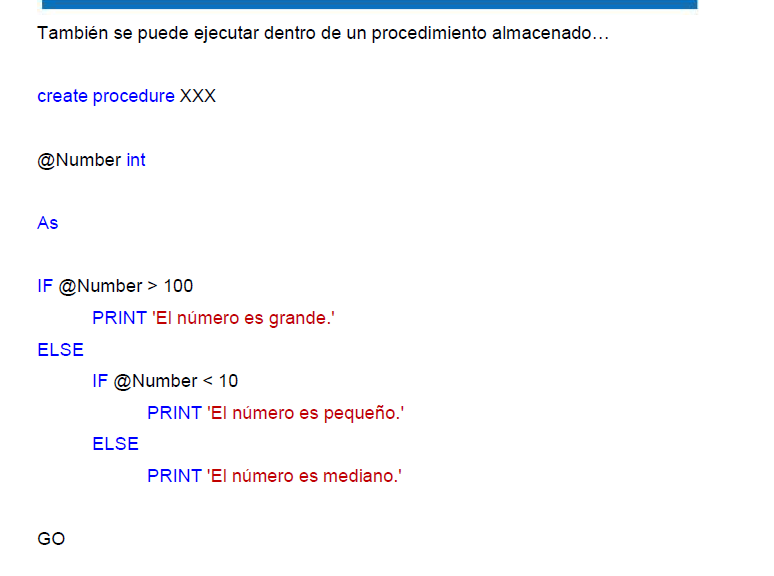 También se puede ejecutar dentro de un procedimiento almacenado…
create procedure XXX
@Number int
As
IF @Number > 100
PRINT 'El número es grande.'
ELSE
IF @Number < 10
PRINT 'El número es pequeño.'
ELSE
PRINT 'El número es mediano.'
GO